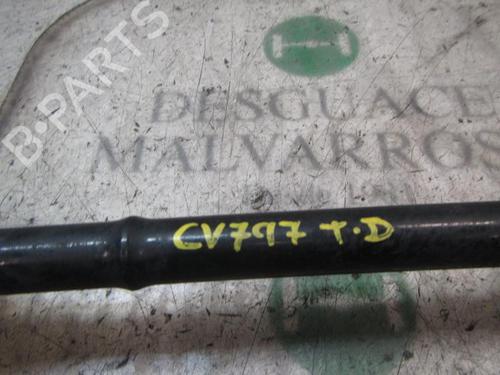 B-PARTS
DESGUACE
MALVARROS
CV797 T.D